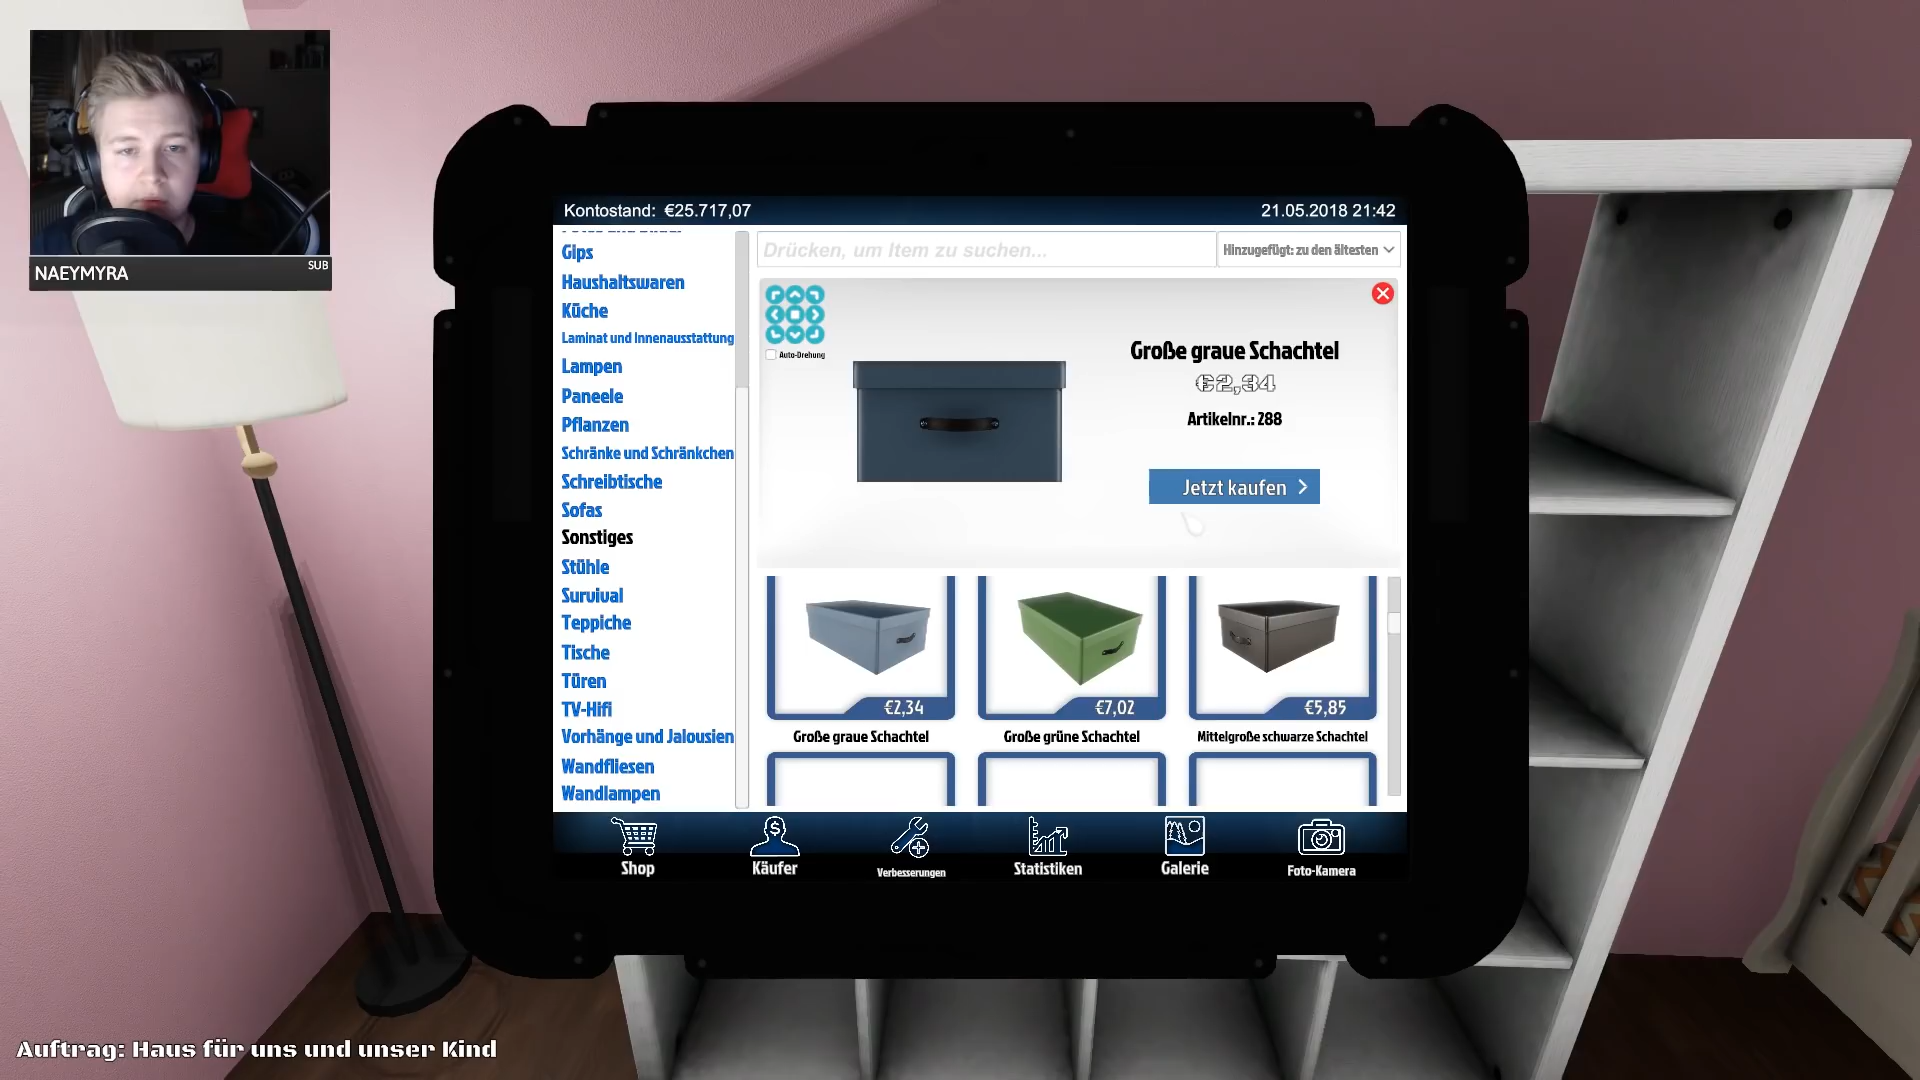 NAEYMYRA
SUB
Kontostand: €25.717,07
21.05.2018 21:42
Gips
Haushaltswaren
Küche
Laminat und Innenausstattung
Lampen
Paneele
Pflanzen
Schränke und Schränkchen
Schreibtische
Sofas
Sonstiges
Stühle
Survival
Teppiche
Tische
Türen
TV-Hifi
Vorhänge und Jalousien
Wandfliesen
Wandlampen
Drücken, um Item zu suchen...
Hinzugefügt: zu den ältesten
Auto-Drehung
Große graue Schachtel
€2,34
Artikelnr.: 288
Jetzt kaufen
€2,34
€7,02
€5,85
Große graue Schachtel
Große grüne Schachtel
Mittelgroße schwarze Schachtel
Shop
Käufer
Verbesserungen
Statistiken
Galerie
Foto-Kamera
Auftrag: Haus für uns und unser Kind